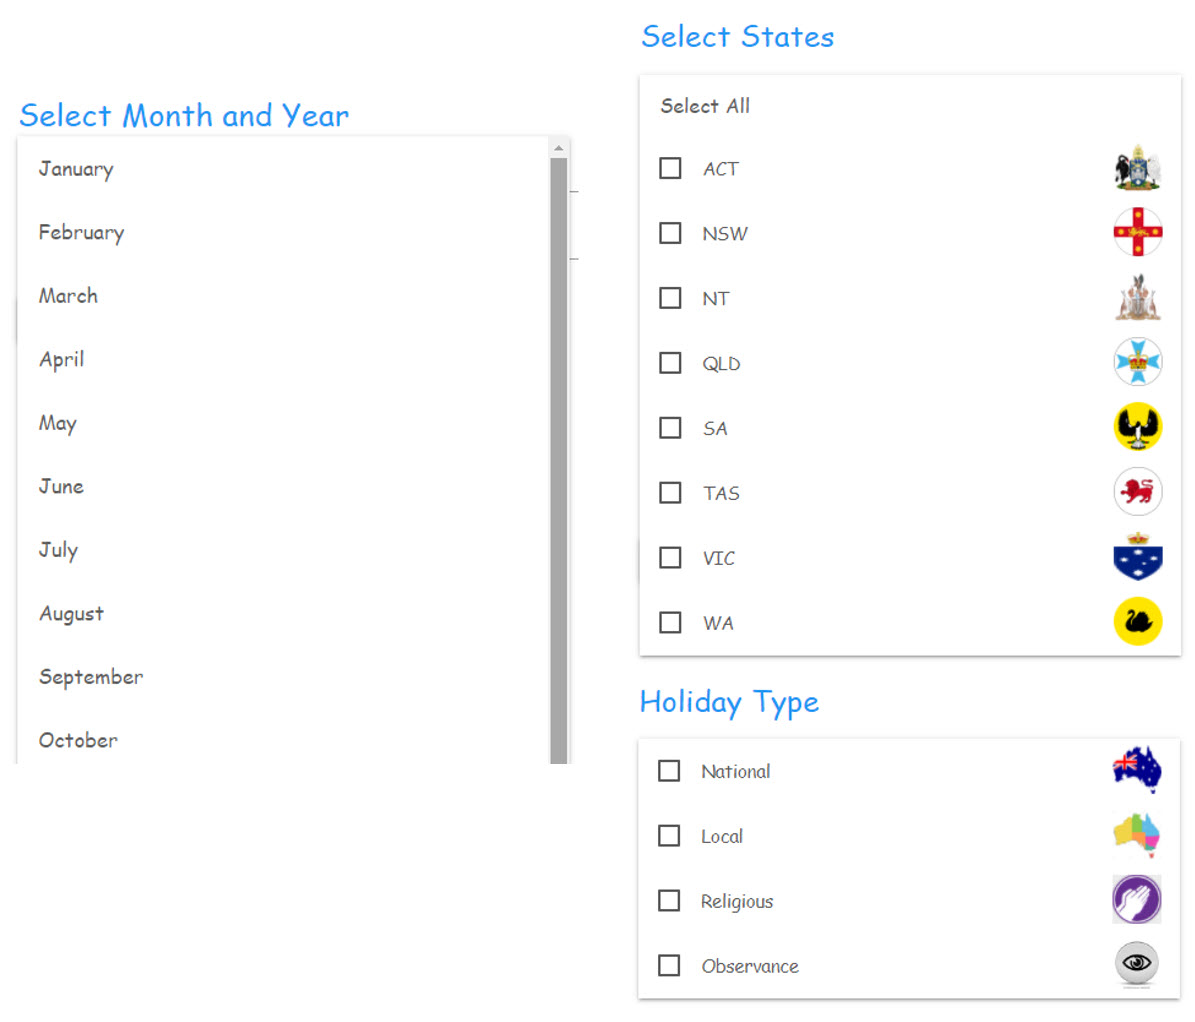 Select Month and Year
January
February
March
April
May
June
July
August
September
October
Select States
Select All
ACT
NSW
NT
QLD
SA
TAS
VIC
WA
Holiday Type
National
Local
Religious
Observance